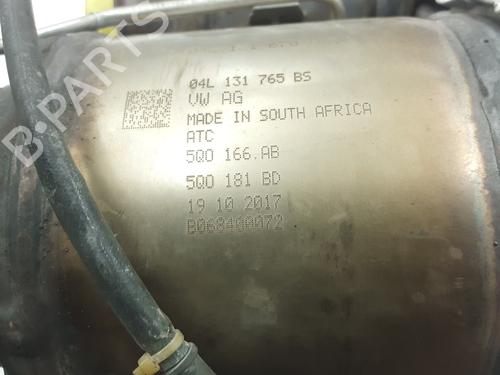 04L 131 765 BS
VW AG
MADE IN SOUTH AFRICA
ATC
5Q0 166.AB
5Q0 181 BD
19 10 2017
B-Parts